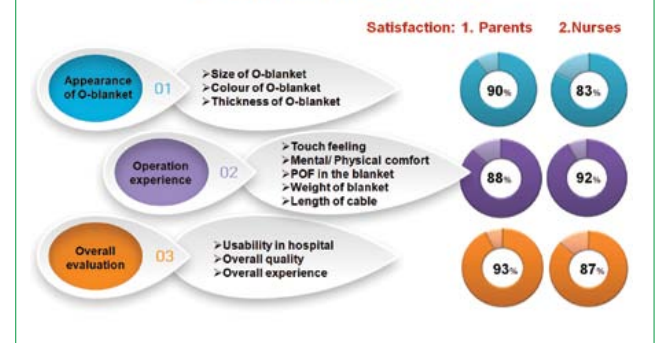 Satisfaction: 1. Parents 2.Nurses
Appearance
of O-blanket
01
➢Size of O-blanket
➢Colour of O-blanket
➢Thickness of O-blanket
90%
83%
Operation
experience
02
➢Touch feeling
➢Mental/ Physical comfort
➢POF in the blanket
➢Weight of blanket
➢Length of cable
88%
92%
Overall
evaluation
03
➢Usability in hospital
➢Overall quality
➢Overall experience
93%
87%